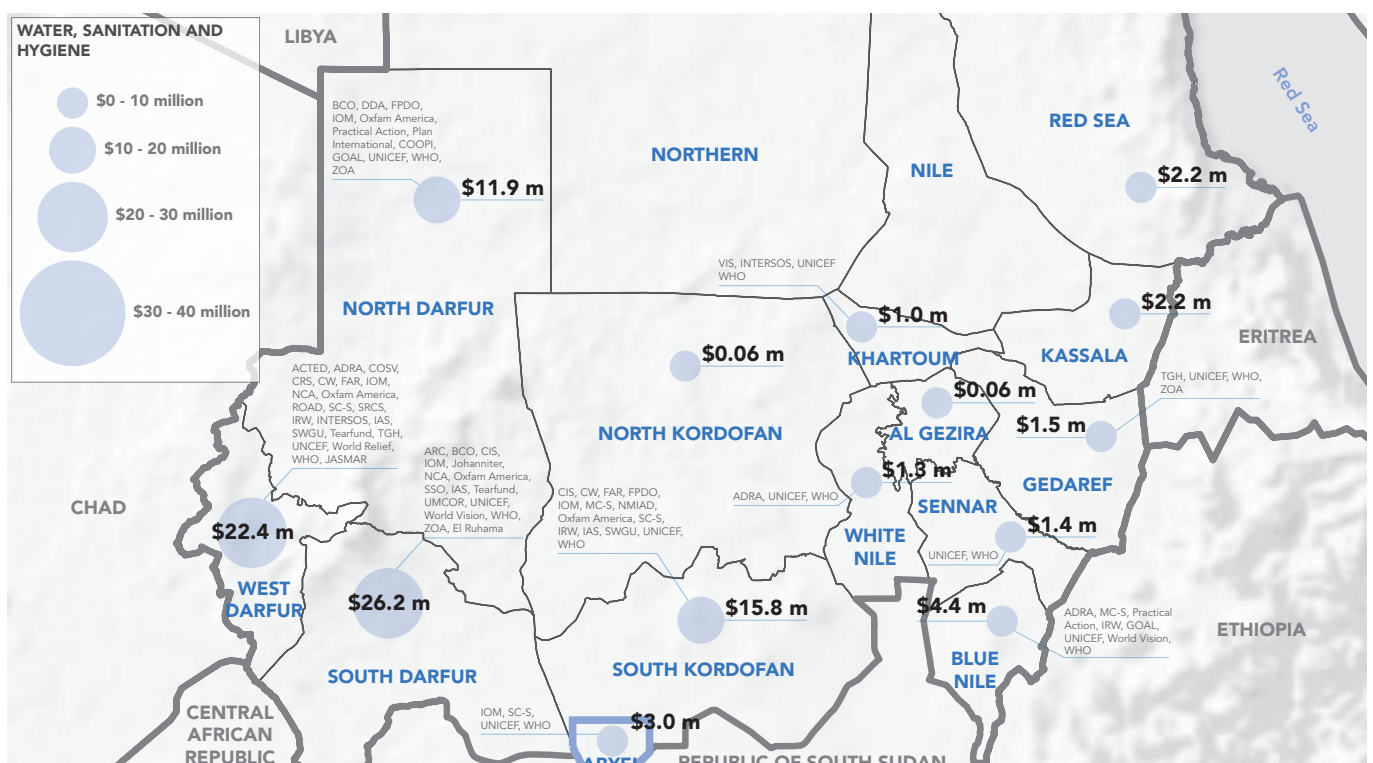 WATER, SANITATION AND
HYGIENE
$0 - 10 million
$10 - 20 million
$20 - 30 million
$30 - 40 million
LIBYA
Red Sea
BCO, DDA, FPDO,
IOM, Oxfam America,
Practical Action, Plan
International, COOPI,
GOAL, UNICEF, WHO,
ZOA
$11.9 m
NORTHERN
NILE
RED SEA
$2.2 m
NORTH DARFUR
VIS, INTERSOS, UNICEF
WHO
$1.0 m
KHARTOUM
$2.2 m
KASSALA
ERITREA
$0.06 m
NORTH KORDOFAN
$0.06 m
AL GEZIRA
TGH, UNICEF, WHO,
ZOA
$1.5 m
GEDAREF
ACTED, ADRA, COSV,
CRS, CW, FAR, IOM,
NCA, Oxfam America,
ROAD, SC-S, SRCS,
IRW, INTERSOS, IAS,
SWGU, Tearfund, TGH,
UNCEF, World Relief,
WHO, JASMAR
CHAD
$22.4 m
WEST
DARFUR
ARC, BCO, CIS,
IOM, Johanniter,
NCA, Oxfam America,
SSO, IAS, Tearfund,
UMCOR, UNICEF,
World Vision, WHO,
ZOA, El Ruhama
$26.2 m
SOUTH DARFUR
CIS, CW, FAR, FPDO,
IOM, MC-S, NMIAD,
Oxfam America, SC-S,
IRW, IAS, SWGU, UNICEF,
WHO
$15.8 m
SOUTH KORDOFAN
ADRA, UNICEF, WHO
$1.3 m
WHITE
NILE
SENNAR
$1.4 m
UNICEF, WHO
$4.4 m
BLUE
NILE
ADRA, MC-S, Practical
Action, IRW, GOAL,
UNICEF, World Vision,
WHO
ETHIOPIA
CENTRAL
AFRICAN
REPUBLIC
IOM, SC-S,
UNICEF, WHO
$3.0 m
ABYEI
REPUBLIC OF SOUTH SUDAN